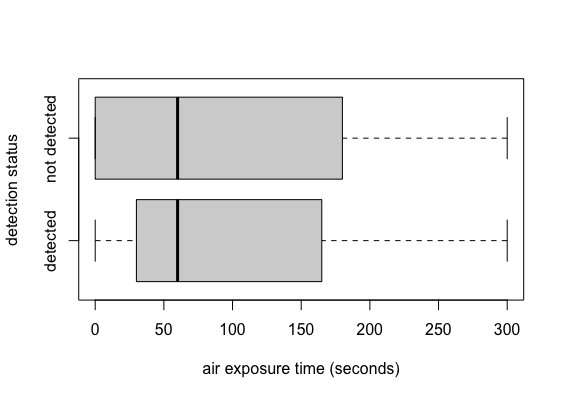 detection status
not detected
detected
0 50 100 150 200 250 300
air exposure time (seconds)